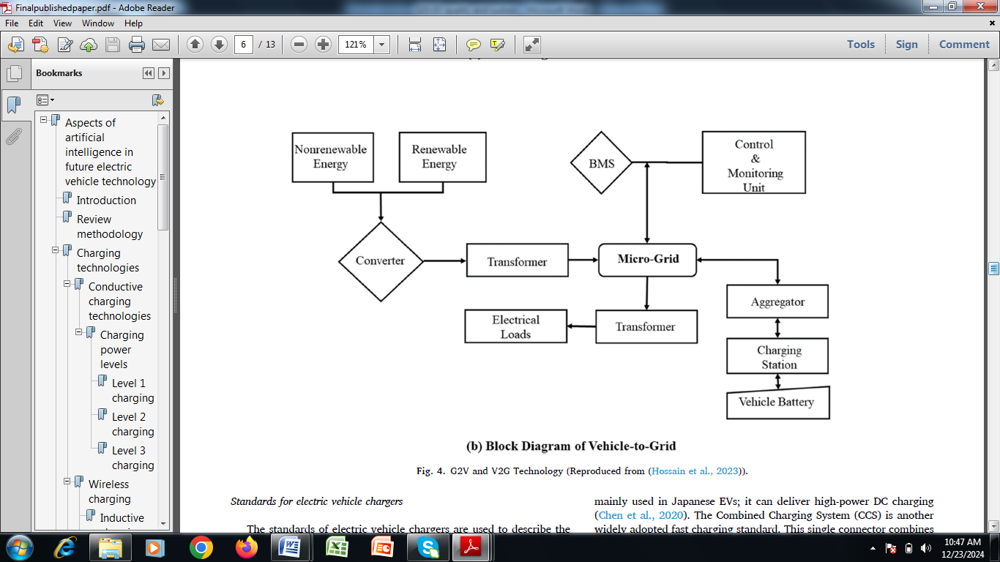 Finalpublishedpaper.pdf - Adobe Reader
File Edit View Window Help
6 / 13
121%
Tools
Sign
Comment
Bookmarks
Aspects of
artificial
intelligence in
future electric
vehicle technology
Introduction
Review
methodology
Charging
technologies
Conductive
charging
technologies
Charging
power
levels
Level 1
charging
Level 2
charging
Level 3
charging
Wireless
charging
Inductive
Nonrenewable
Energy
Renewable
Energy
BMS
Control
&
Monitoring
Unit
Converter
Transformer
Micro-Grid
Aggregator
Electrical
Loads
Transformer
Charging
Station
Vehicle Battery
(b) Block Diagram of Vehicle-to-Grid
Fig. 4. G2V and V2G Technology (Reproduced from (Hossain et al., 2023)).
Standards for electric vehicle chargers
The standards of electric vehicle chargers are used to describe the
mainly used in Japanese EVs; it can deliver high-power DC charging
(Chen et al., 2020). The Combined Charging System (CCS) is another
widely adopted fast charging standard. This single connector combines
10:47 AM
12/23/2024